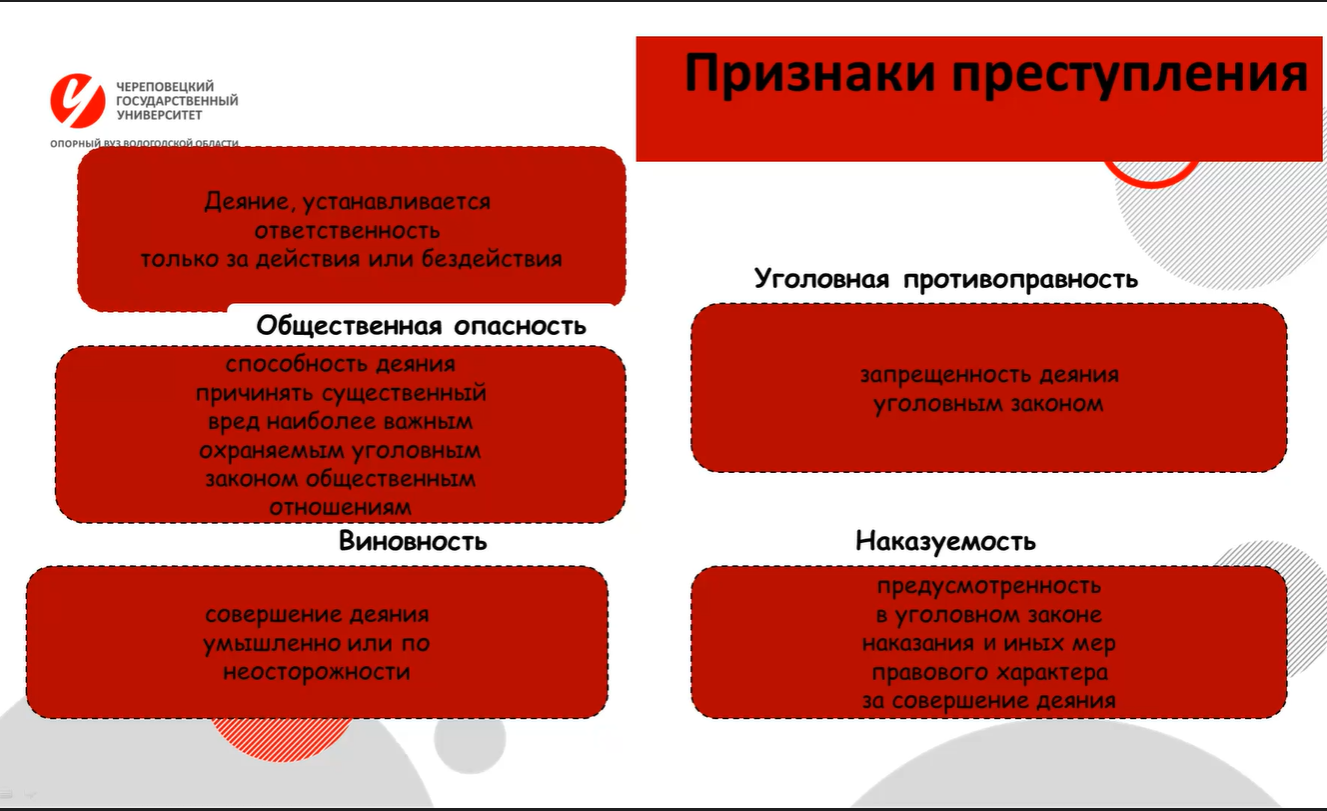 ЧЕРЕПОВЕЦКИЙ
ГОСУДАРСТВЕННЫЙ
УНИВЕРСИТЕТ
ОПОРНЫЙ ВУЗ ВОЛОГОДСКОЙ ОБЛАСТИ
Признаки преступления
Деяние, устанавливается
ответственность
только за действия или бездействия
Общественная опасность
способность деяния
причинять существенный
вред наиболее важным
охраняемым уголовным
законом общественным
отношениям
Виновность
совершение деяния
умышленно или по
неосторожности
Уголовная противоправность
запрещенность деяния
уголовным законом
Наказуемость
предусмотренность
в уголовном законе
наказания и иных мер
правового характера
за совершение деяния